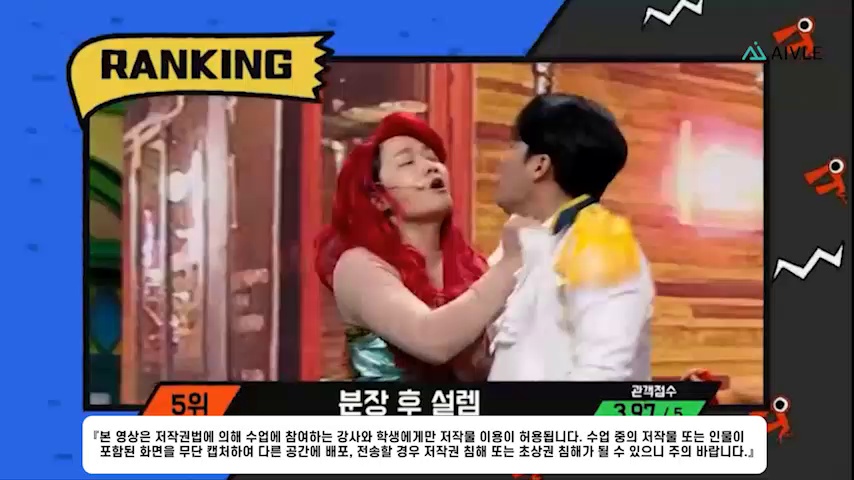 RANKING
AIVLE
5위
분장 후 설렘
관객점수
3.97 / 5
『본 영상은 저작권법에 의해 수업에 참여하는 강사와 학생에게만 저작물 이용이 허용됩니다. 수업 중의 저작물 또는 인물이
포함된 화면을 무단 캡처하여 다른 공간에 배포, 전송할 경우 저작권 침해 또는 초상권 침해가 될 수 있으니 주의 바랍니다.』